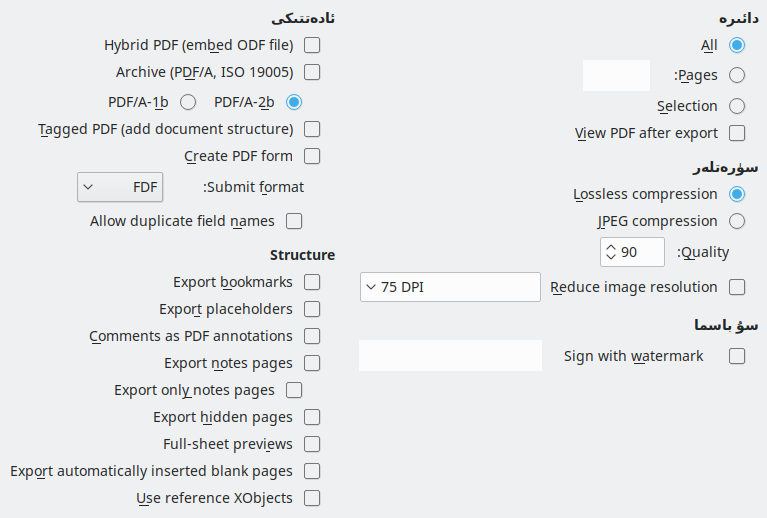 دائىرە
All
Pages:
Selection
View PDF after export
سۈرەتلەر
Lossless compression
JPEG compression
Quality: 90
Reduce image resolution 75 DPI
سۇ باسما
Sign with watermark
ئادەتتىكى
Hybrid PDF (embed ODF file)
Archive (PDF/A, ISO 19005)
PDF/A-2b PDF/A-1b
Tagged PDF (add document structure)
Create PDF form
Submit format: FDF
Allow duplicate field names
Structure
Export bookmarks
Export placeholders
Comments as PDF annotations
Export notes pages
Export only notes pages
Export hidden pages
Full-sheet previews
Export automatically inserted blank pages
Use reference XObjects